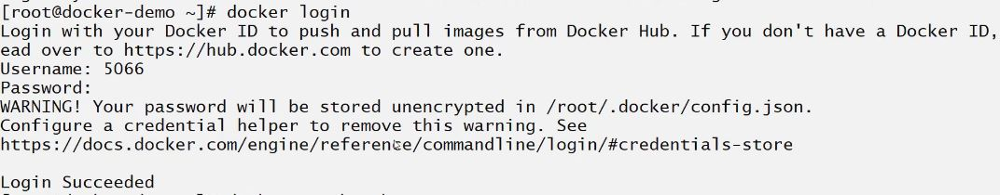 [root@docker-demo ~]# docker login
Login with your Docker ID to push and pull images from Docker Hub. If you don't have a Docker ID,
ead over to https://hub.docker.com to create one.
Username: 5066
Password:
WARNING! Your password will be stored unencrypted in /root/.docker/config.json.
Configure a credential helper to remove this warning. See
https://docs.docker.com/engine/reference/commandline/login/#credentials-store
Login Succeeded